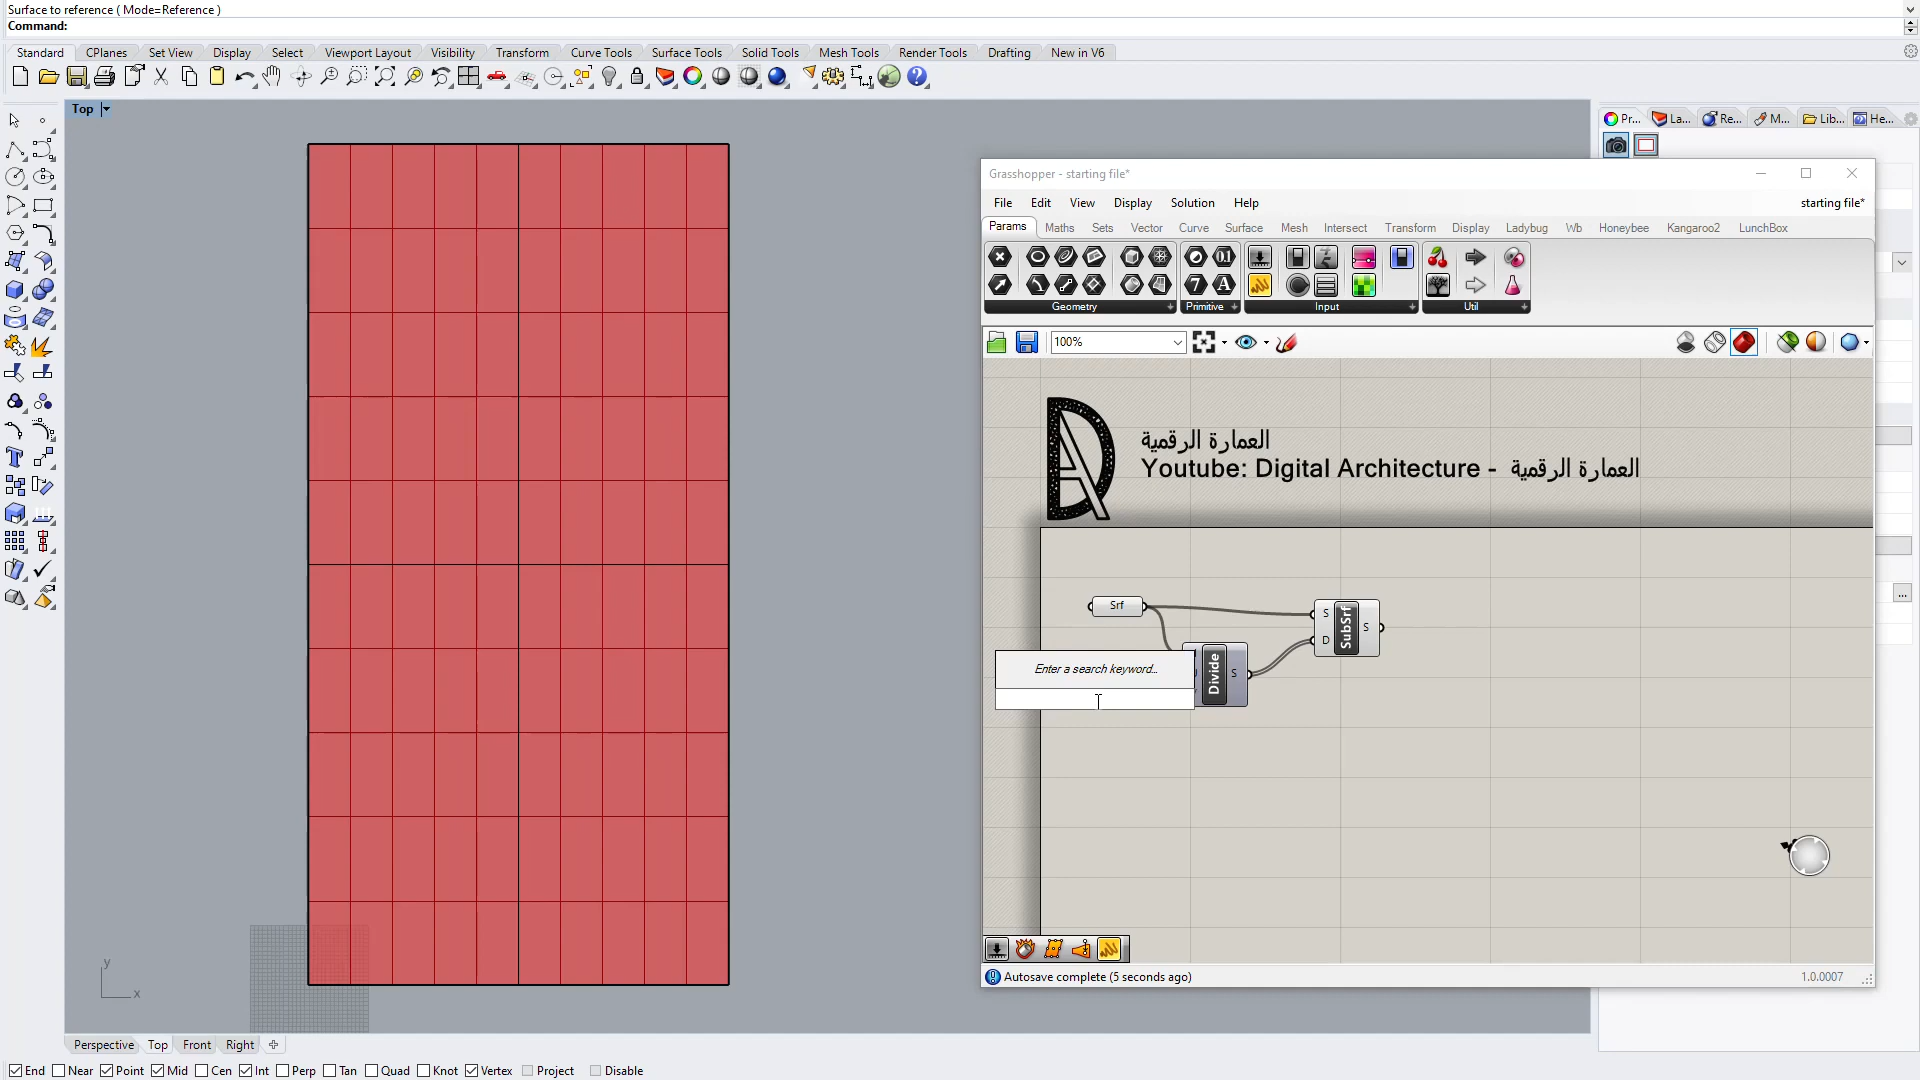 Surface to reference ( Mode=Reference )
Command:
Standard CPlanes Set View Display Select Viewport Layout Visibility Transform Curve Tools Surface Tools Solid Tools Mesh Tools Render Tools Drafting New in V6
Top
Pr... La... Re... M... Lib... He...
Grasshopper - starting file*
File Edit View Display Solution Help starting file*
Params Maths Sets Vector Curve Surface Mesh Intersect Transform Display Ladybug Wb Honeybee Kangaroo2 LunchBox
Geometry Primitive Input Util
100%
العمارة الرقمية
Youtube: Digital Architecture - العمارة الرقمية
Srf
S D SubSrf S
Enter a search keyword...
Divide S
y
x
Autosave complete (5 seconds ago) 1.0.0007
Perspective Top Front Right
End Near Point Mid Cen Int Perp Tan Quad Knot Vertex Project Disable